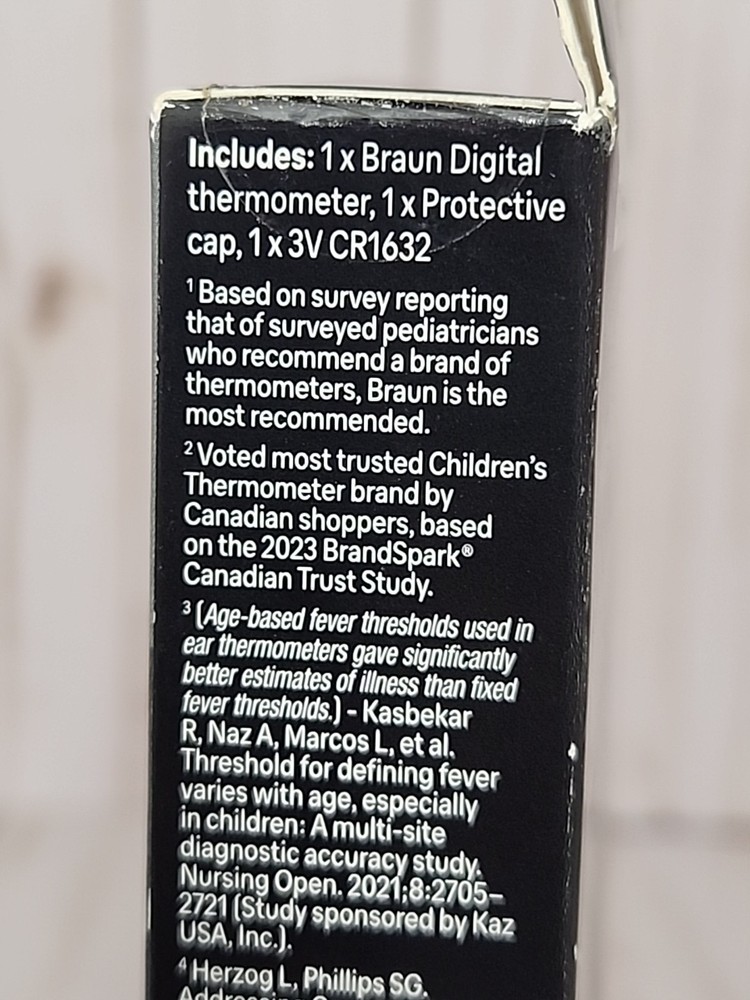 Includes: 1 x Braun Digital
thermometer, 1 x Protective
cap, 1 x 3V CR1632
¹ Based on survey reporting
that of surveyed pediatricians
who recommend a brand of
thermometers, Braun is the
most recommended.
² Voted most trusted Children's
Thermometer brand by
Canadian shoppers, based
on the 2023 BrandSpark®
Canadian Trust Study.
³ (Age-based fever thresholds used in
ear thermometers gave significantly
better estimates of illness than fixed
fever thresholds.) - Kasbekar
R, Naz A, Marcos L, et al.
Threshold for defining fever
varies with age, especially
in children: A multi-site
diagnostic accuracy study.
Nursing Open. 2021;8:2705–
2721 (Study sponsored by Kaz
USA, Inc.).
⁴ Herzog L, Phillips SG.